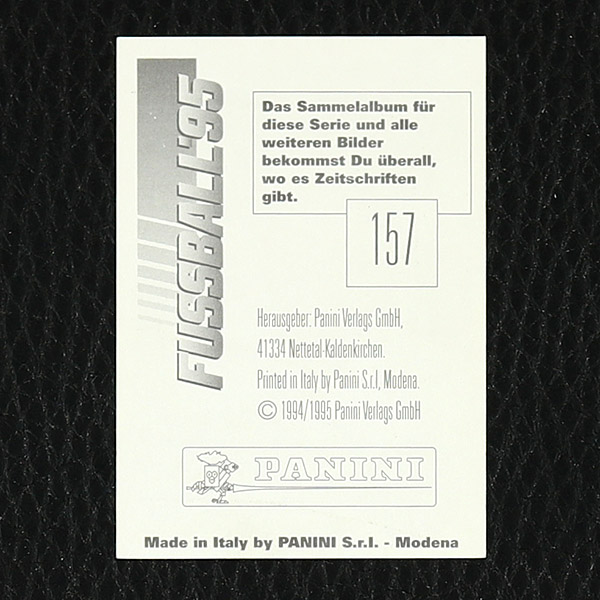 FUSSBALL'95
Das Sammelalbum für
diese Serie und alle
weiteren Bilder
bekommst Du überall,
wo es Zeitschriften
gibt.
157
Herausgeber: Panini Verlags GmbH,
41334 Nettetal-Kaldenkirchen.
Printed in Italy by Panini S.r.l, Modena.
© 1994/1995 Panini Verlags GmbH
PANINI
Made in Italy by PANINI S.r.l. - Modena